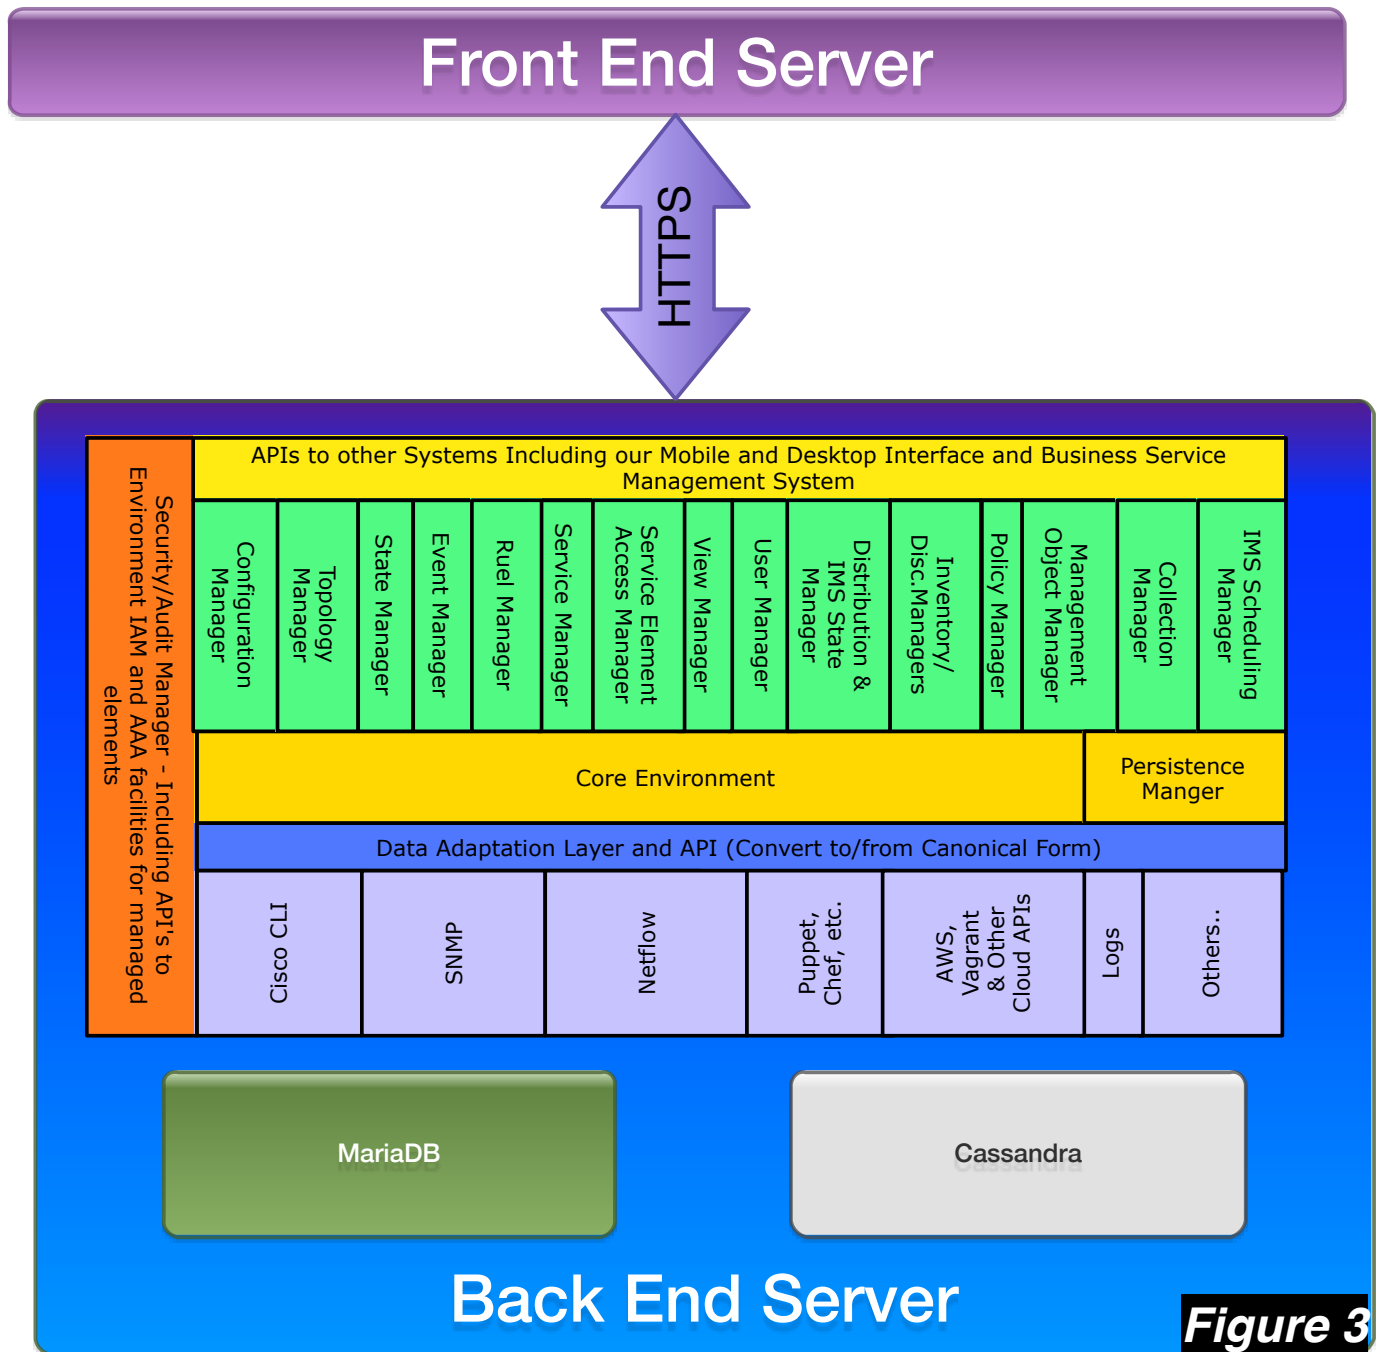 Front End Server
HTTPS
APIs to other Systems Including our Mobile and Desktop Interface and Business Service
Management System
Security/Audit Manager - Including API's to
Environment IAM and AAA facilities for managed
elements
Configuration
Manager
Topology
Manager
State Manager
Event Manager
Ruel Manager
Service Manager
Service Element
Access Manager
View Manager
User Manager
Distribution &
IMS State
Manager
Inventory/
Disc.Managers
Policy Manager
Management
Object Manager
Collection
Manager
IMS Scheduling
Manager
Core Environment
Persistence
Manger
Data Adaptation Layer and API (Convert to/from Canonical Form)
Cisco CLI
SNMP
Netflow
Puppet,
Chef, etc.
AWS,
Vagrant
& Other
Cloud APIs
Logs
Others..
MariaDB
Cassandra
Back End Server
Figure 3